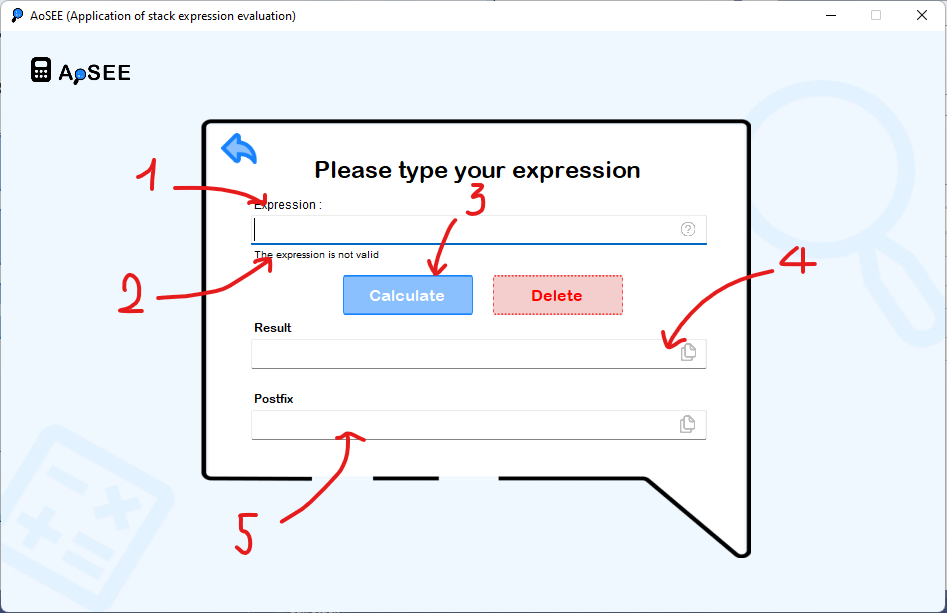 AoSEE (Application of stack expression evaluation)
AoSEE
Please type your expression
1
3
Expression :
The expression is not valid
2
4
Calculate Delete
Result
Postfix
5